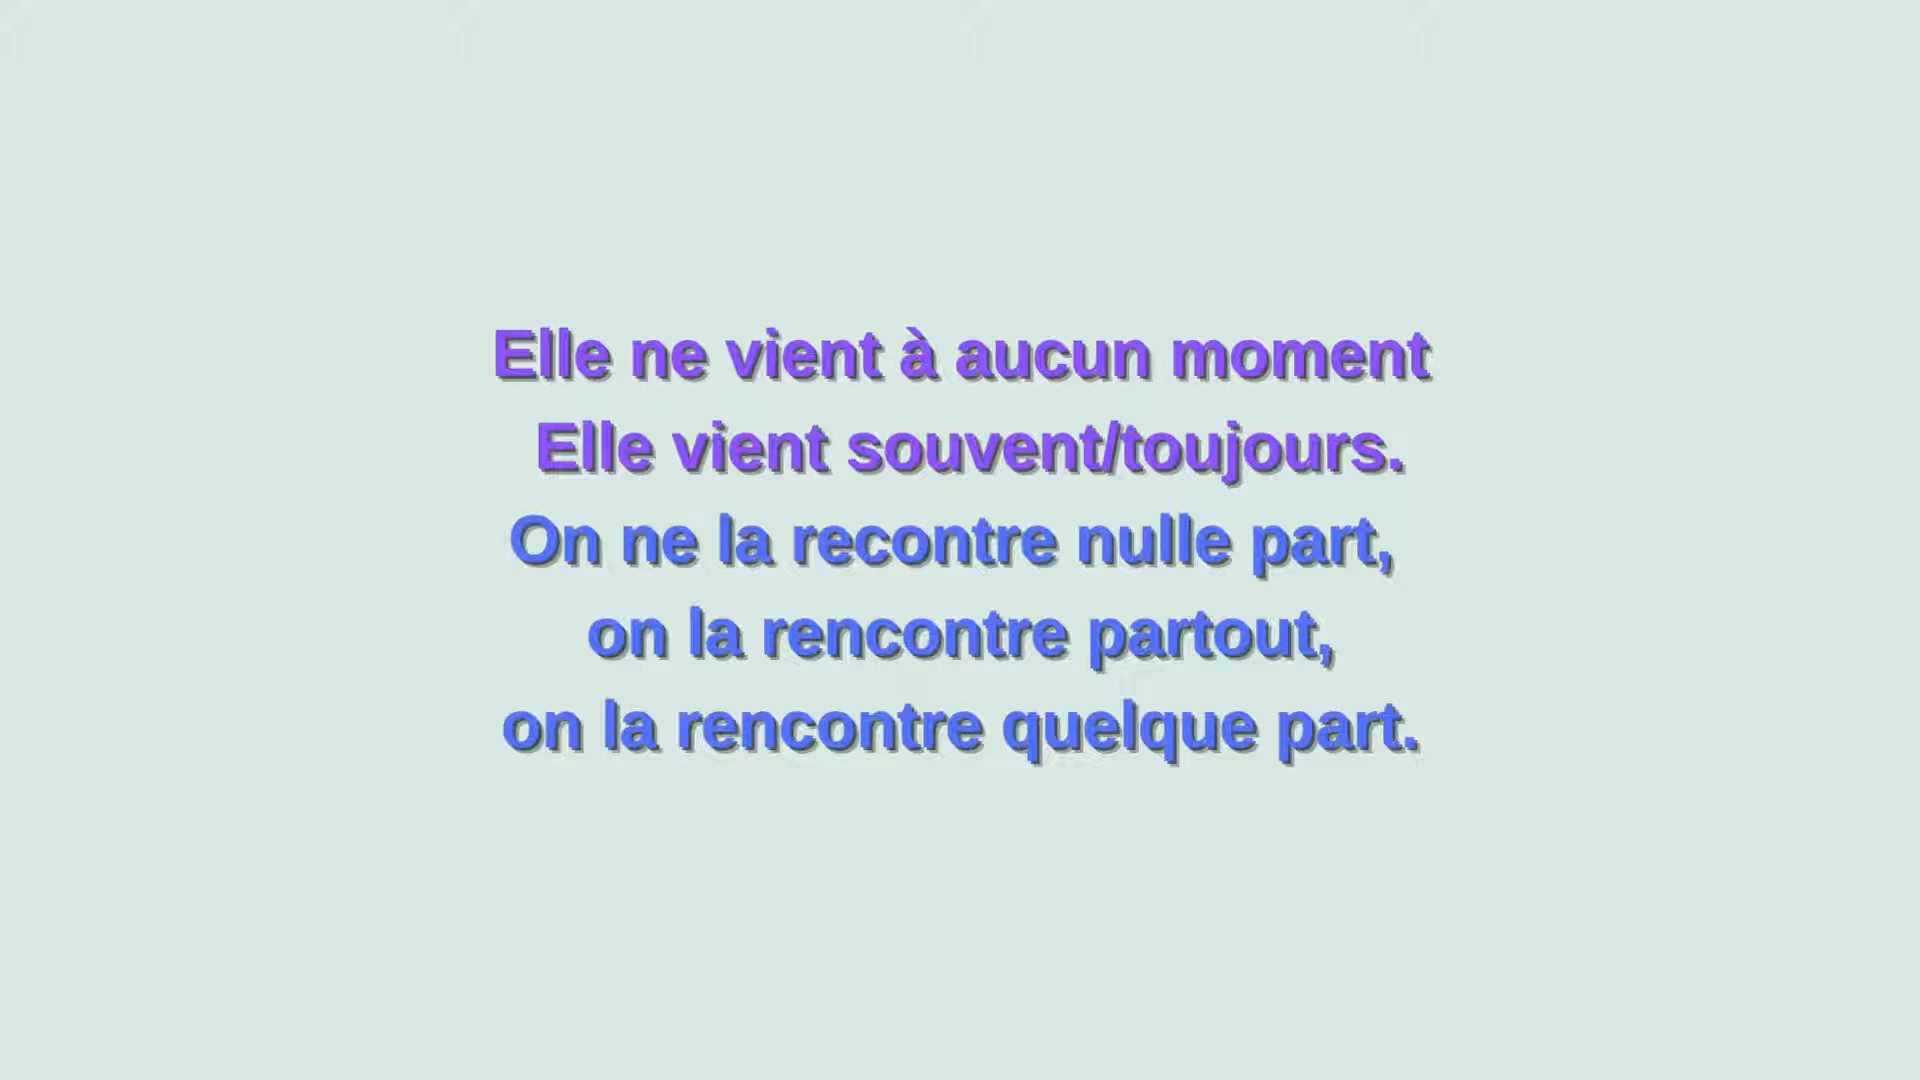 Elle ne vient à aucun moment
Elle vient souvent/toujours.
On ne la recontre nulle part,
on la rencontre partout,
on la rencontre quelque part.